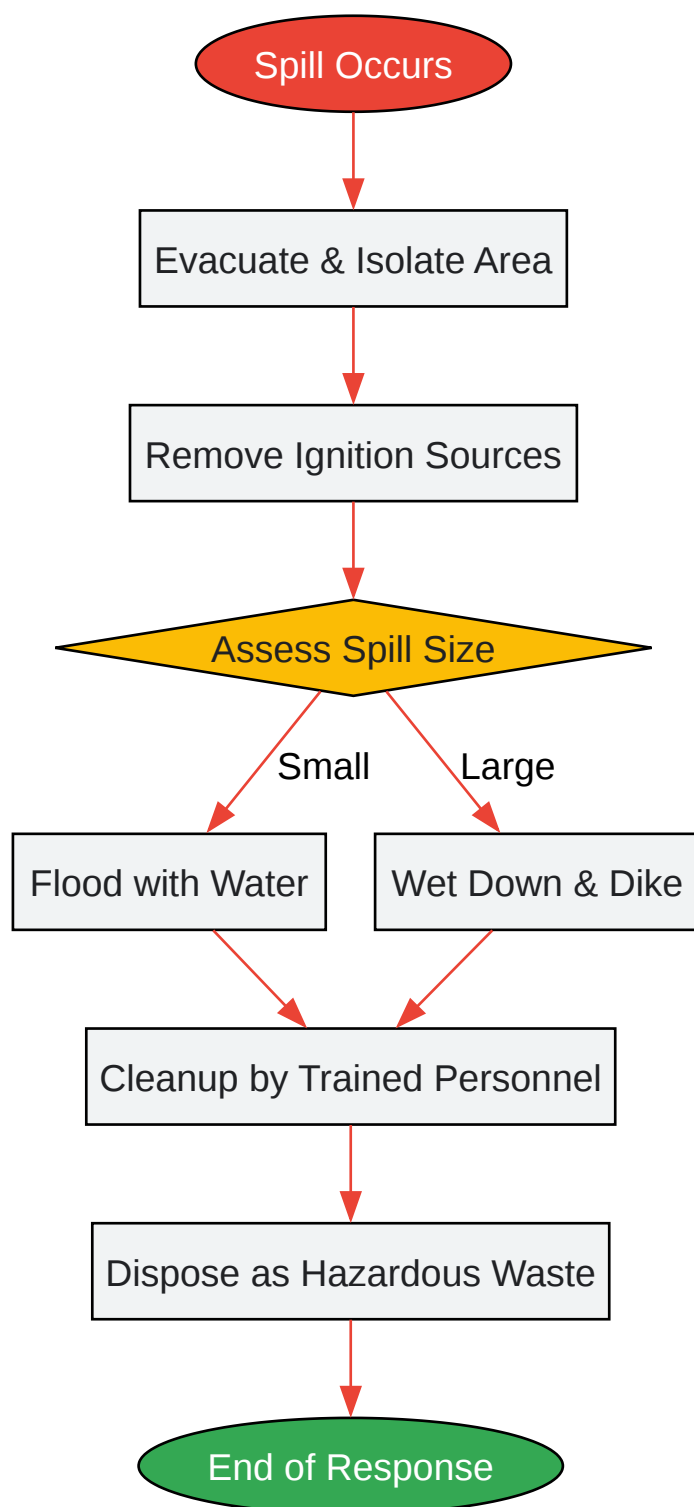 Spill Occurs
Evacuate & Isolate Area
Remove Ignition Sources
Assess Spill Size
Small
Large
Flood with Water
Wet Down & Dike
Cleanup by Trained Personnel
Dispose as Hazardous Waste
End of Response